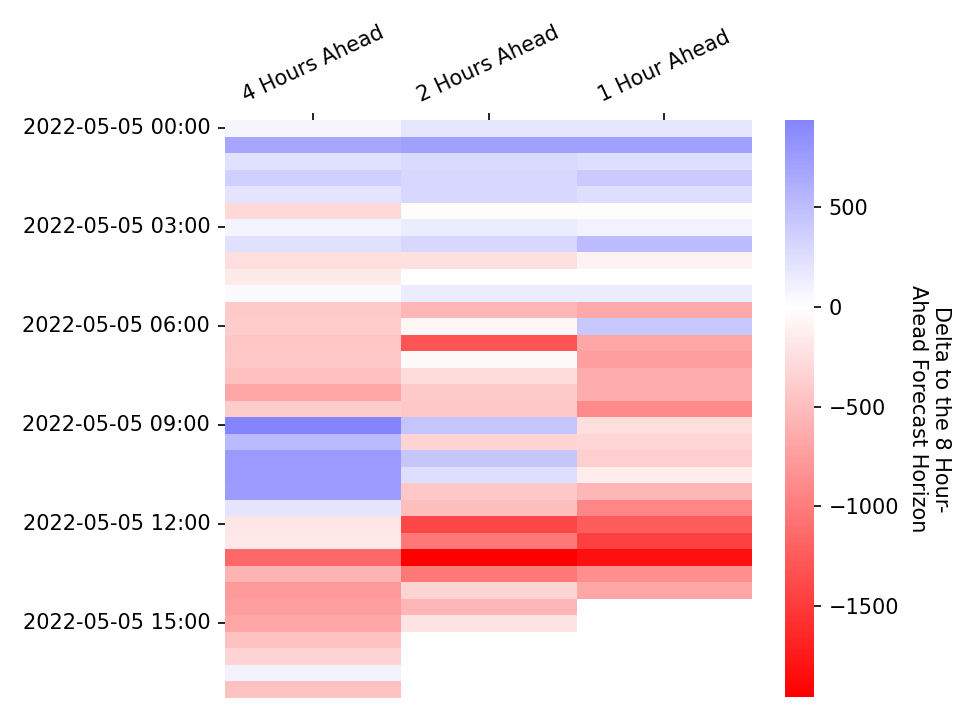 4 Hours Ahead
2 Hours Ahead
1 Hour Ahead
2022-05-05 00:00
2022-05-05 03:00
2022-05-05 06:00
2022-05-05 09:00
2022-05-05 12:00
2022-05-05 15:00
500
0
−500
−1000
−1500
Delta to the 8 Hour-
Ahead Forecast Horizon